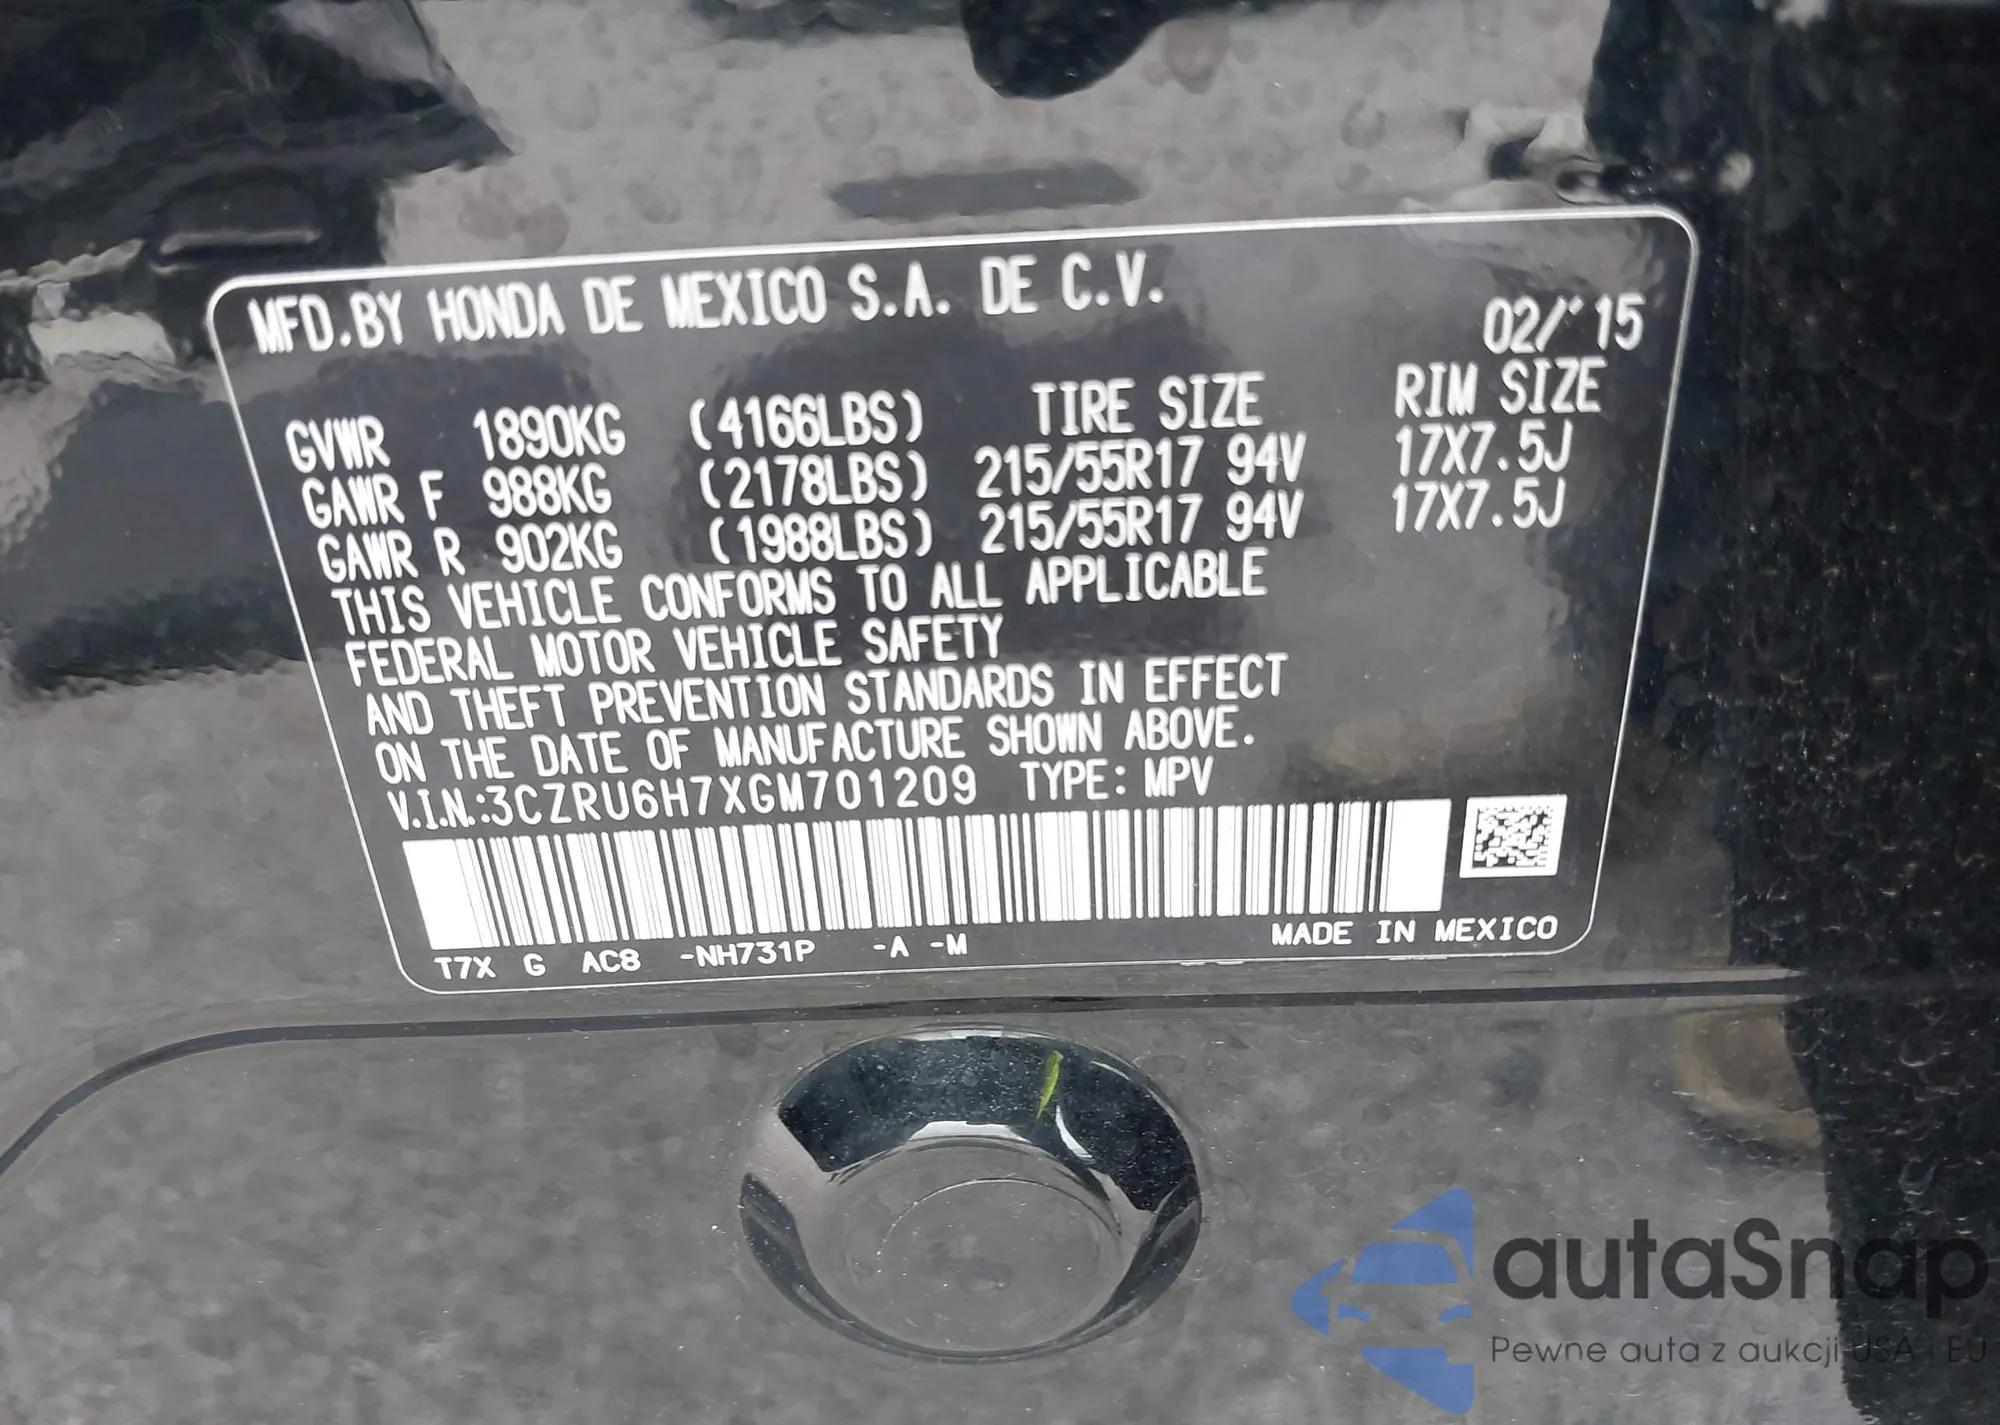 MFD.BY HONDA DE MEXICO S.A. DE C.V.
02/'15
GVWR 1890KG (4166LBS) TIRE SIZE RIM SIZE
GAWR F 988KG (2178LBS) 215/55R17 94V 17X7.5J
GAWR R 902KG (1988LBS) 215/55R17 94V 17X7.5J
THIS VEHICLE CONFORMS TO ALL APPLICABLE
FEDERAL MOTOR VEHICLE SAFETY
AND THEFT PREVENTION STANDARDS IN EFFECT
ON THE DATE OF MANUFACTURE SHOWN ABOVE.
V.I.N.:3CZRU6H7XGM701209 TYPE: MPV
T7X G AC8 -NH731P -A -M MADE IN MEXICO
autaSnap
Pewne auta z aukcji USA i EU